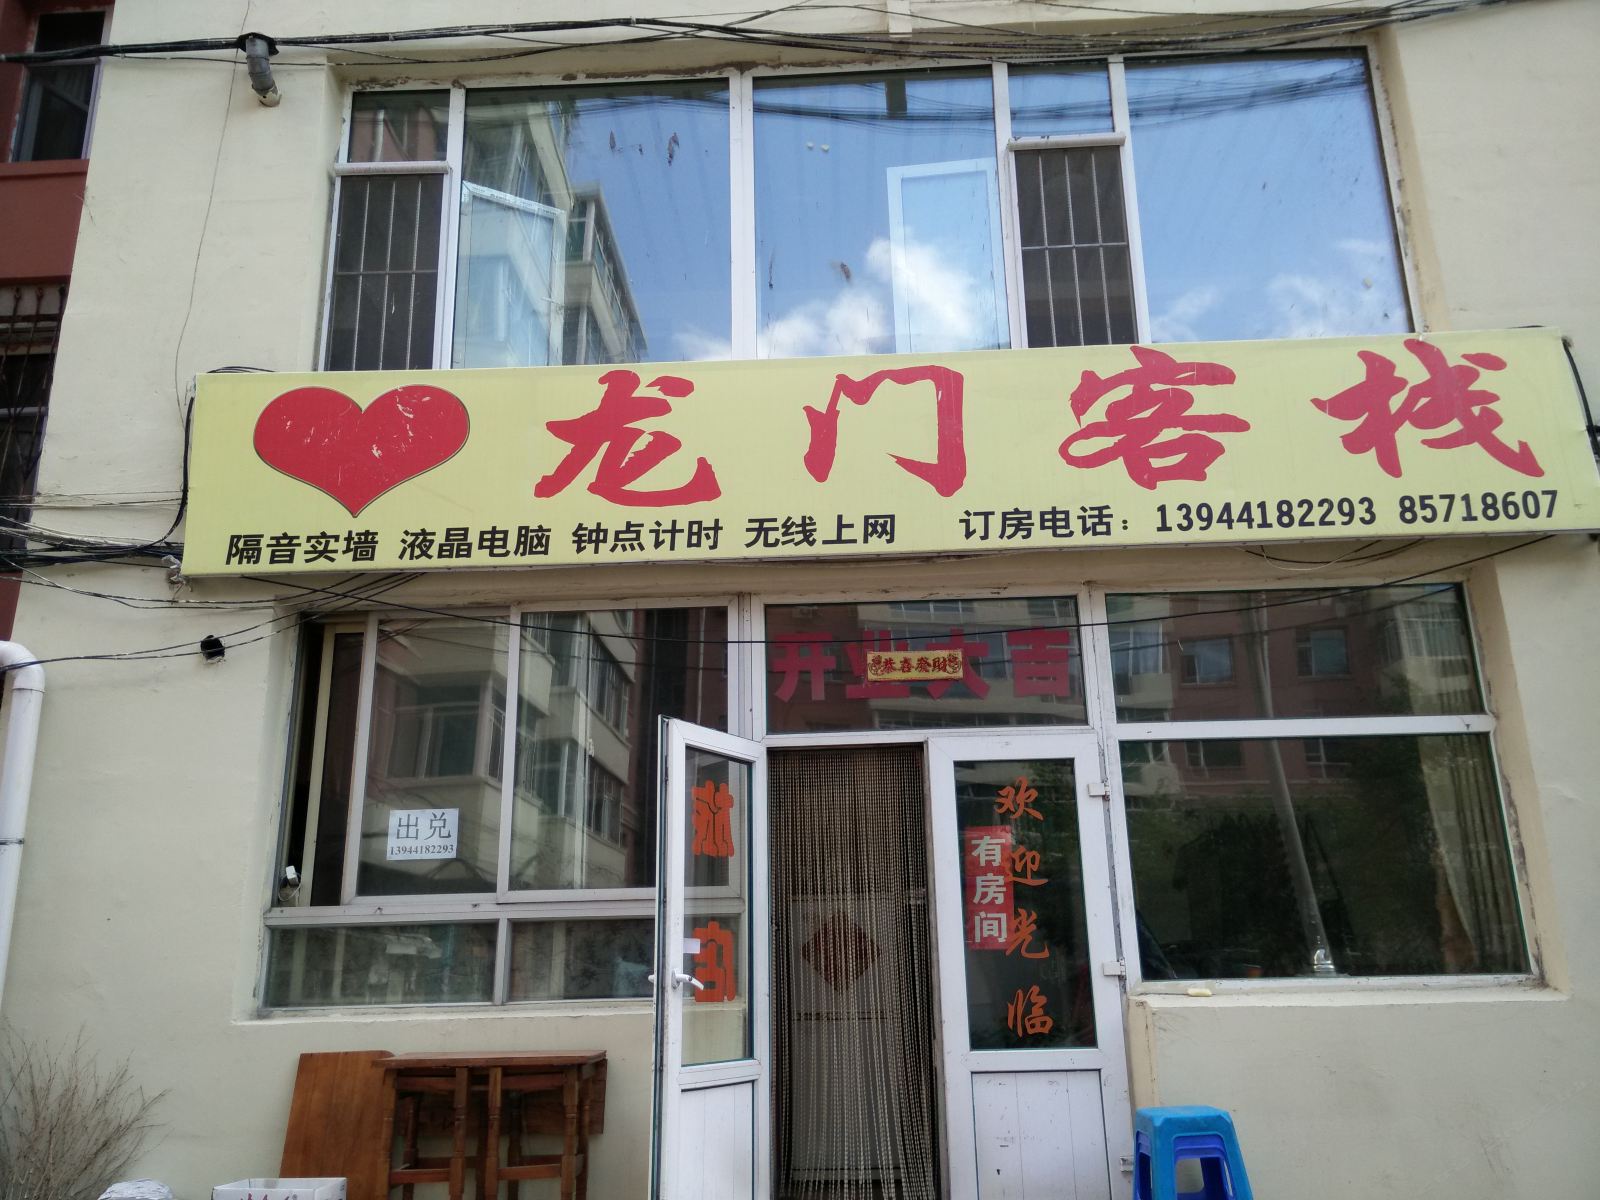 龙门客栈
隔音实墙 液晶电脑 钟点计时 无线上网 订房电话：13944182293 85718607
开业大吉
恭喜發財
出兑
13944182293
欢迎光临
有房间